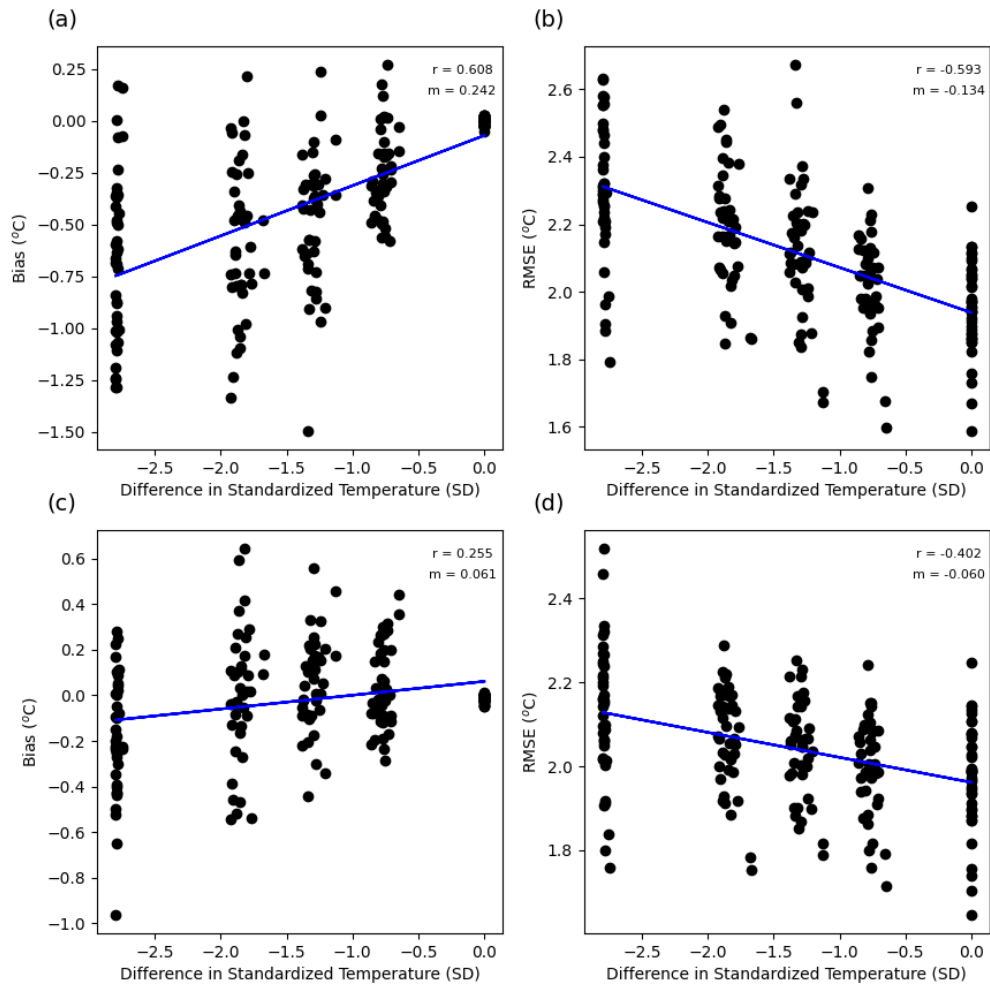 (a)
(b)
r = 0.608
m = 0.242
0.25
0.00
−0.25
−0.50
−0.75
−1.00
−1.25
−1.50
Bias (°C)
−2.5 −2.0 −1.5 −1.0 −0.5 0.0
Difference in Standardized Temperature (SD)
r = -0.593
m = -0.134
2.6
2.4
2.2
2.0
1.8
1.6
RMSE (°C)
−2.5 −2.0 −1.5 −1.0 −0.5 0.0
Difference in Standardized Temperature (SD)
(c)
(d)
r = 0.255
m = 0.061
0.6
0.4
0.2
0.0
−0.2
−0.4
−0.6
−0.8
−1.0
Bias (°C)
−2.5 −2.0 −1.5 −1.0 −0.5 0.0
Difference in Standardized Temperature (SD)
r = -0.402
m = -0.060
2.4
2.2
2.0
1.8
RMSE (°C)
−2.5 −2.0 −1.5 −1.0 −0.5 0.0
Difference in Standardized Temperature (SD)